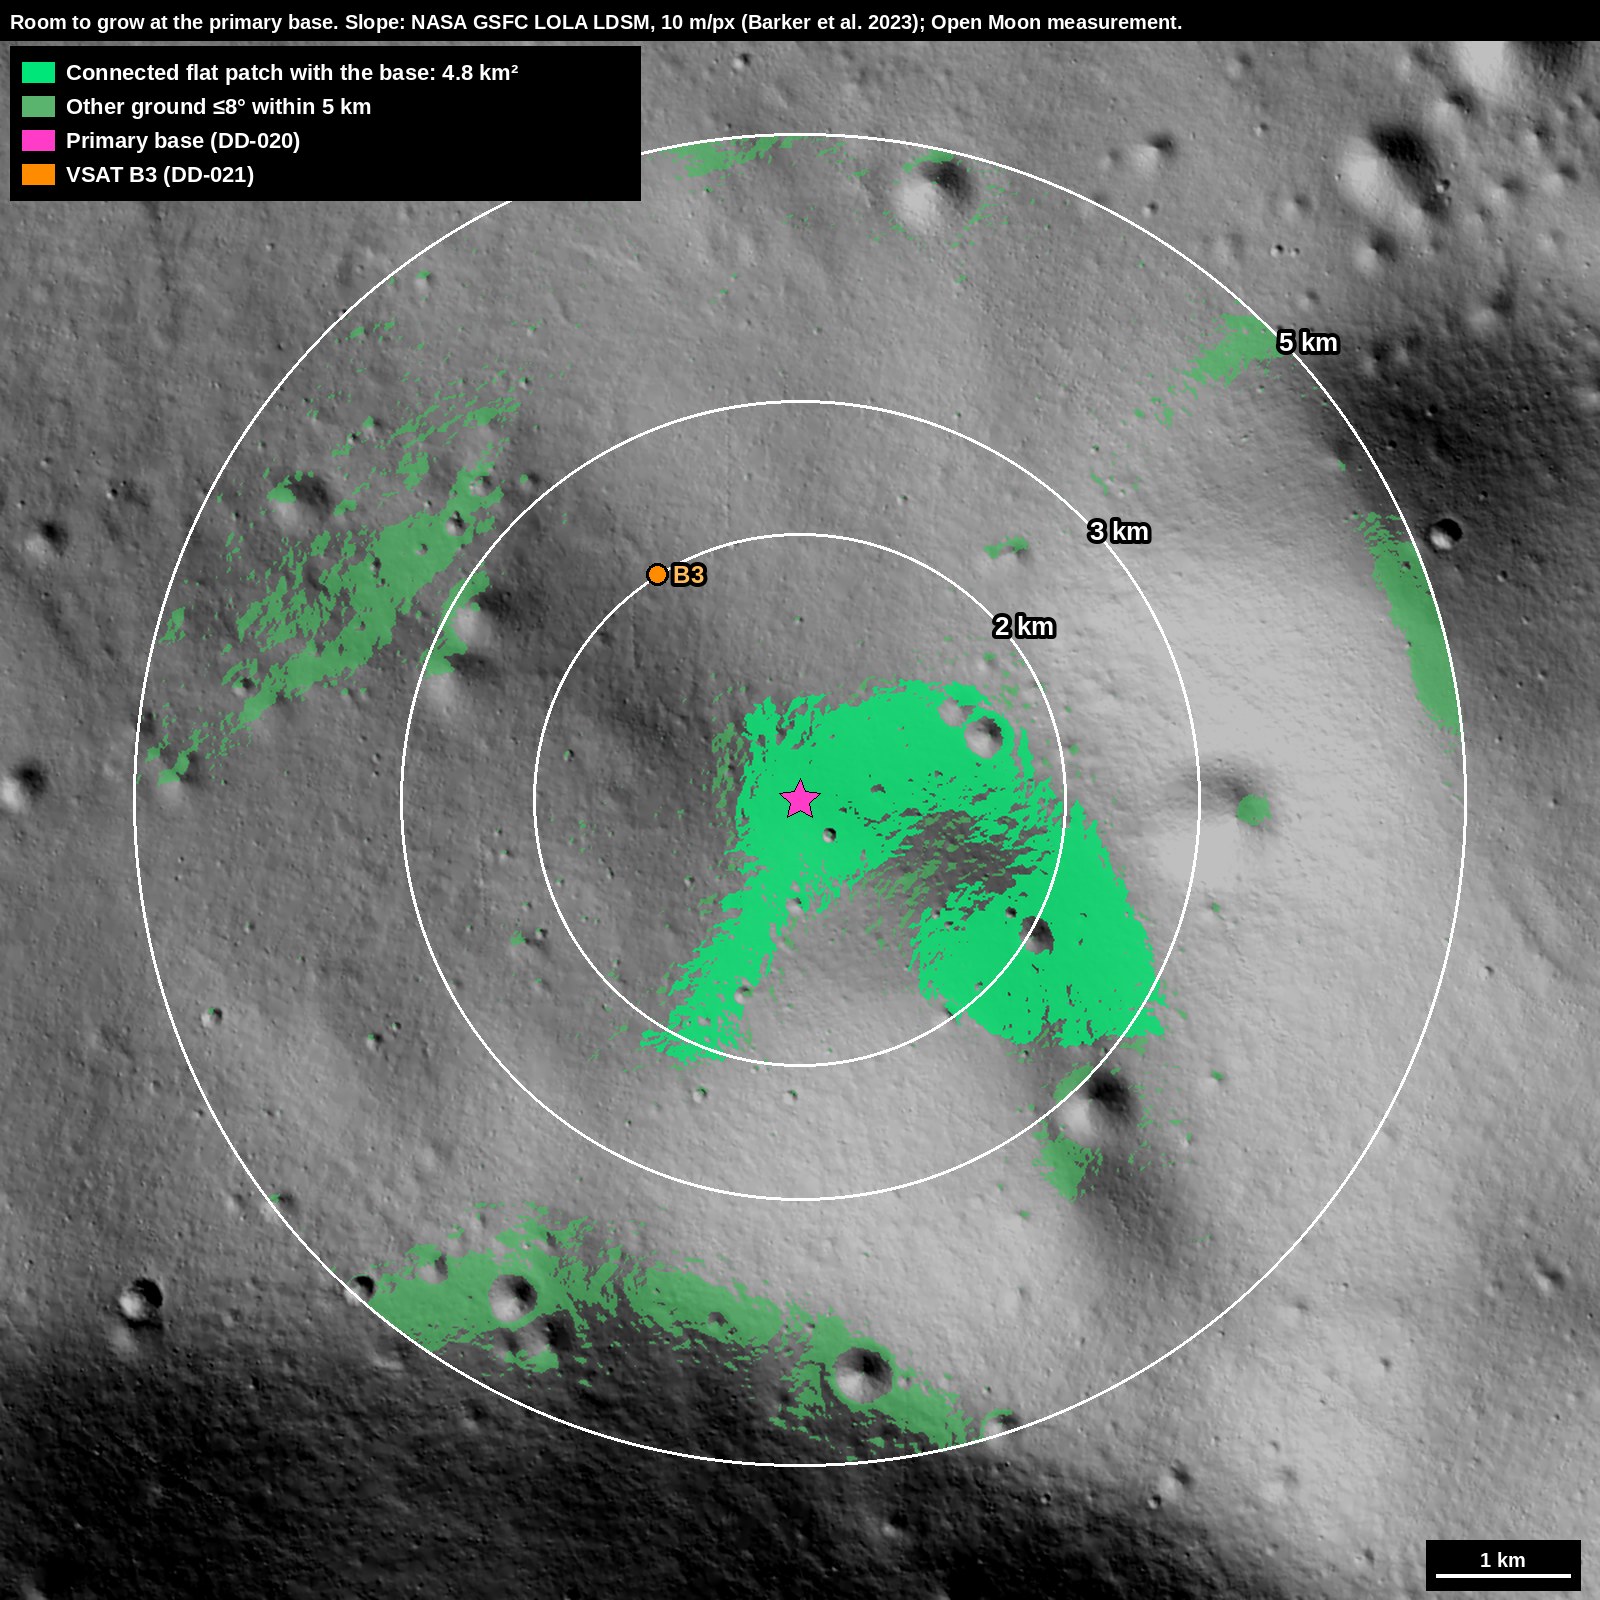 Room to grow at the primary base. Slope: NASA GSFC LOLA LDSM, 10 m/px (Barker et al. 2023); Open Moon measurement.
Connected flat patch with the base: 4.8 km²
Other ground ≤8° within 5 km
Primary base (DD-020)
VSAT B3 (DD-021)
5 km
3 km
B3
2 km
1 km